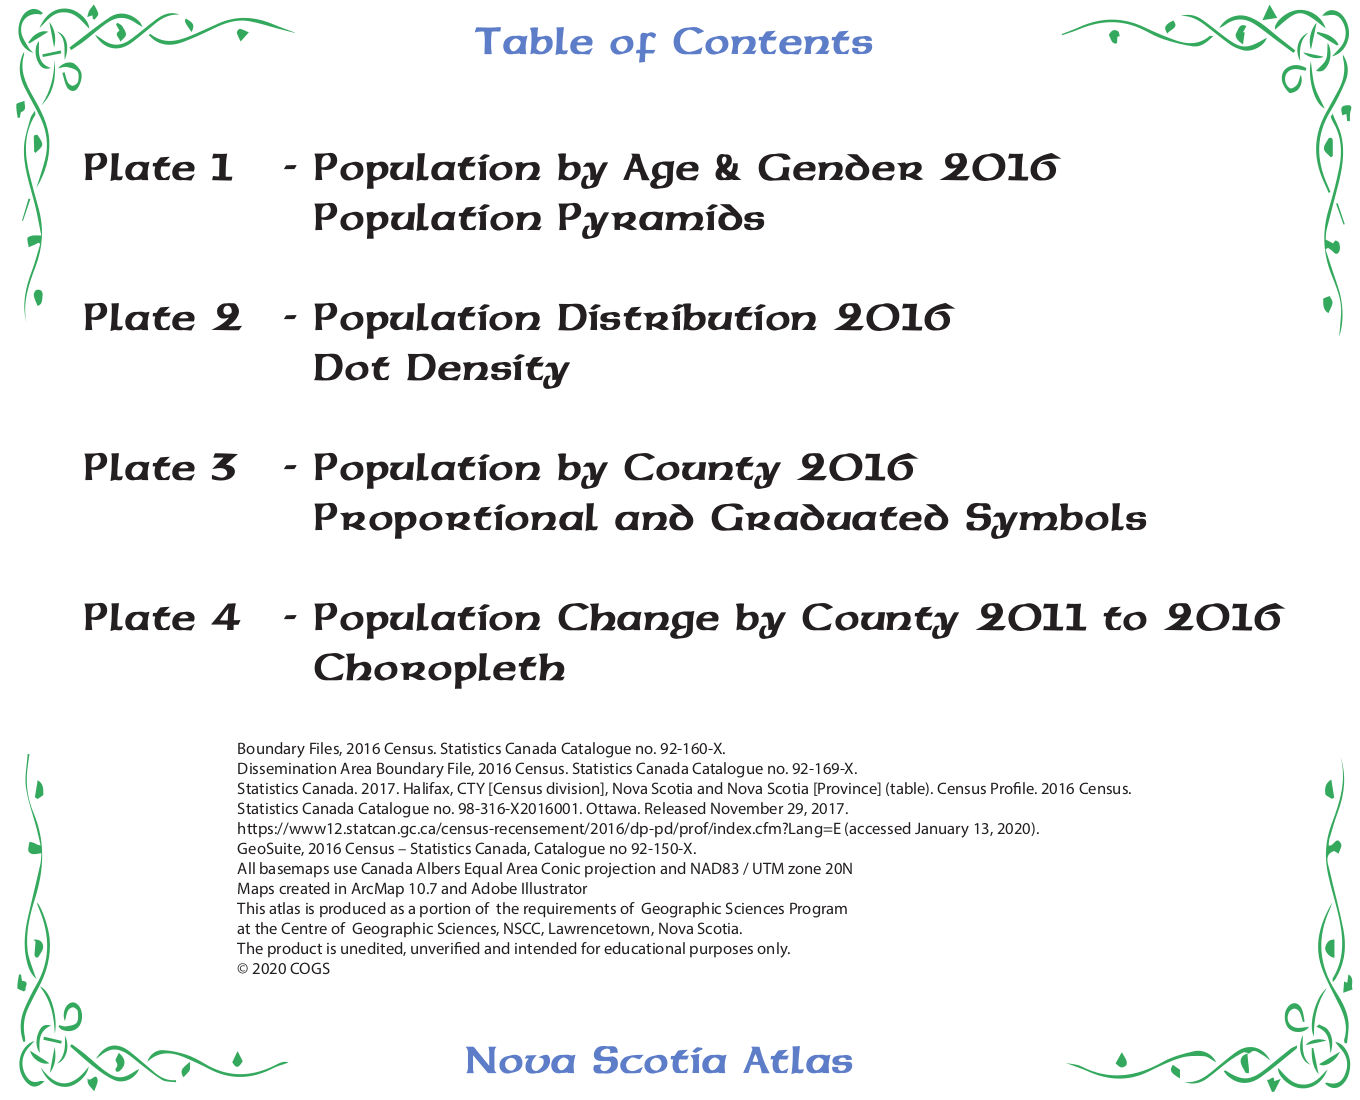 Table of Contents
Plate 1 - Population by Age & Gender 2016
Population Pyramids
Plate 2 - Population Distribution 2016
Dot Density
Plate 3 - Population by County 2016
Proportional and Graduated Symbols
Plate 4 - Population Change by County 2011 to 2016
Choropleth
Boundary Files, 2016 Census. Statistics Canada Catalogue no. 92-160-X.
Dissemination Area Boundary File, 2016 Census. Statistics Canada Catalogue no. 92-169-X.
Statistics Canada. 2017. Halifax, CTY [Census division], Nova Scotia and Nova Scotia [Province] (table). Census Profile. 2016 Census.
Statistics Canada Catalogue no. 98-316-X2016001. Ottawa. Released November 29, 2017.
https://www12.statcan.gc.ca/census-recensement/2016/dp-pd/prof/index.cfm?Lang=E (accessed January 13, 2020).
GeoSuite, 2016 Census – Statistics Canada, Catalogue no 92-150-X.
All basemaps use Canada Albers Equal Area Conic projection and NAD83 / UTM zone 20N
Maps created in ArcMap 10.7 and Adobe Illustrator
This atlas is produced as a portion of the requirements of Geographic Sciences Program
at the Centre of Geographic Sciences, NSCC, Lawrencetown, Nova Scotia.
The product is unedited, unverified and intended for educational purposes only.
© 2020 COGS
Nova Scotia Atlas